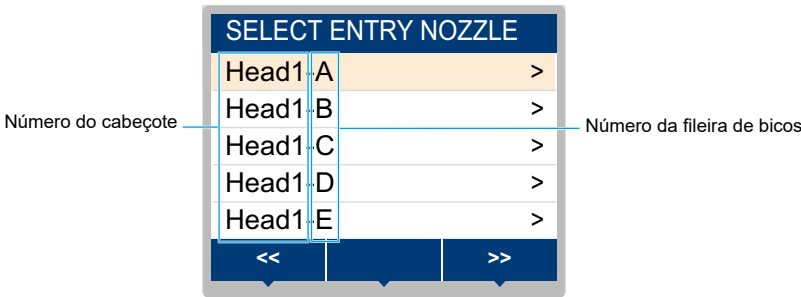 SELECT ENTRY NOZZLE
Head1-A >
Head1-B >
Número do cabeçote
Número da fileira de bicos
Head1-C >
Head1-D >
Head1-E >
<< >>